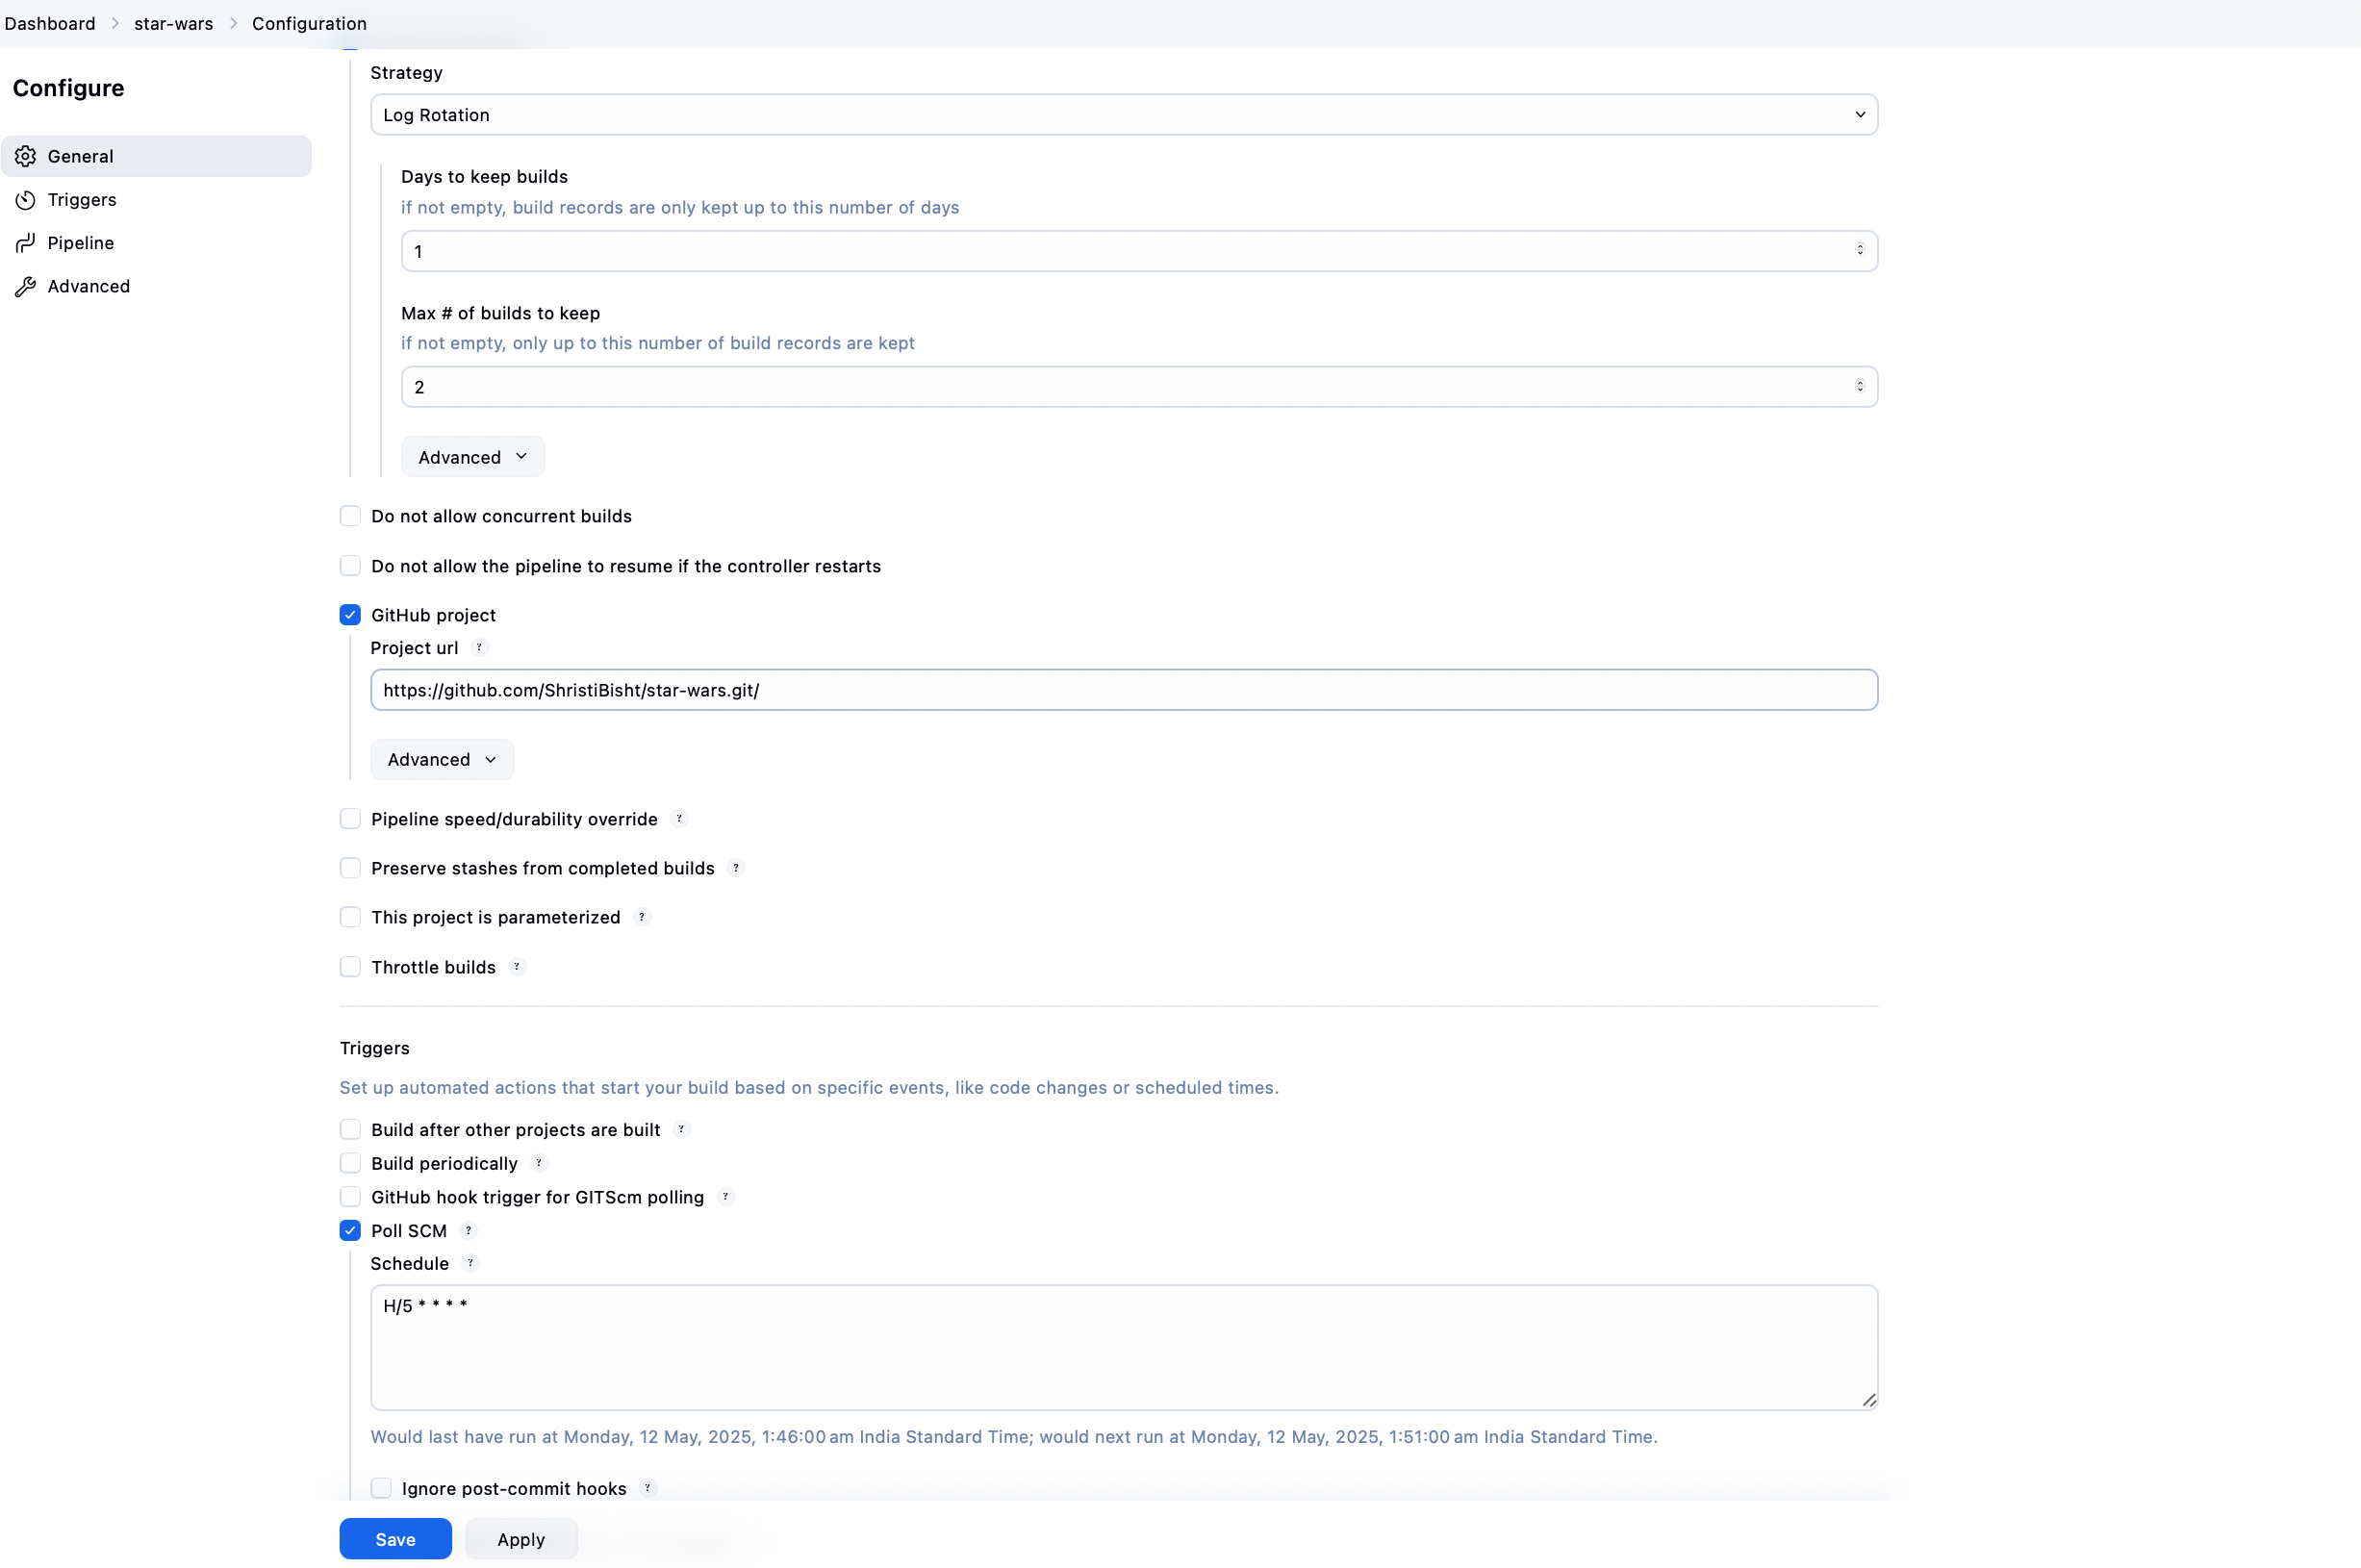 Dashboard > star-wars > Configuration
Configure
General
Triggers
Pipeline
Advanced
Strategy
Log Rotation
Days to keep builds
if not empty, build records are only kept up to this number of days
1
Max # of builds to keep
if not empty, only up to this number of build records are kept
2
Advanced
Do not allow concurrent builds
Do not allow the pipeline to resume if the controller restarts
GitHub project
Project url ?
https://github.com/ShristiBisht/star-wars.git/
Advanced
Pipeline speed/durability override ?
Preserve stashes from completed builds ?
This project is parameterized ?
Throttle builds ?
Triggers
Set up automated actions that start your build based on specific events, like code changes or scheduled times.
Build after other projects are built ?
Build periodically ?
GitHub hook trigger for GITScm polling ?
Poll SCM ?
Schedule ?
H/5 * * * *
Would last have run at Monday, 12 May, 2025, 1:46:00 am India Standard Time; would next run at Monday, 12 May, 2025, 1:51:00 am India Standard Time.
Ignore post-commit hooks ?
Save
Apply